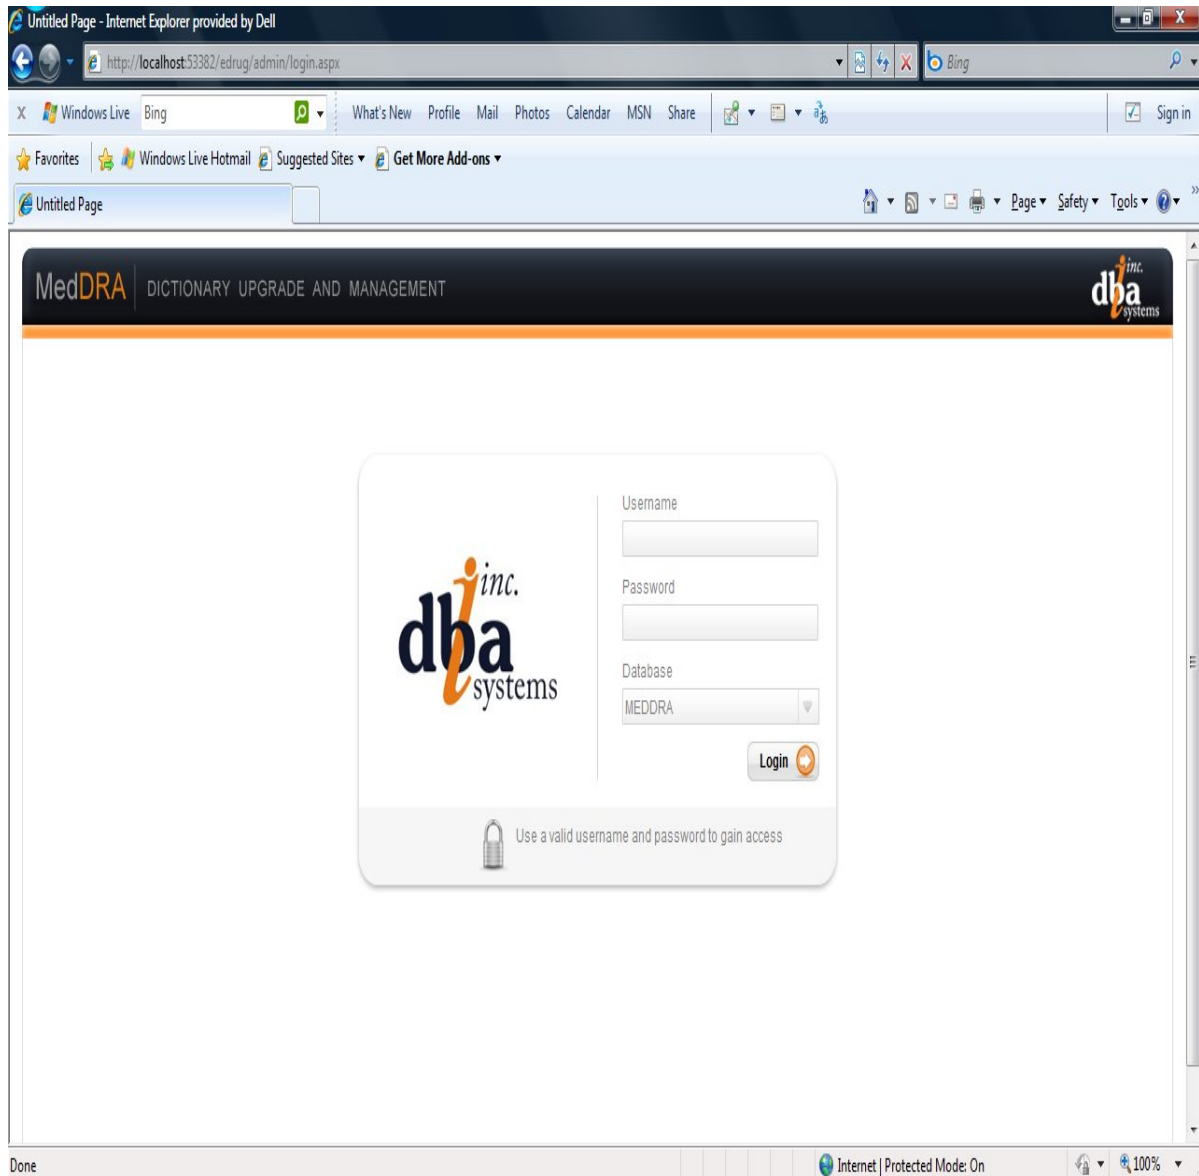 Untitled Page - Internet Explorer provided by Dell
http://localhost:53382/edrug/admin/login.aspx
Bing
X Windows Live Bing What's New Profile Mail Photos Calendar MSN Share Sign in
Favorites Windows Live Hotmail Suggested Sites Get More Add-ons
Untitled Page Page Safety Tools
MedDRA DICTIONARY UPGRADE AND MANAGEMENT
inc.
dba
systems
Username
Password
inc.
dba
systems
Database
MEDDRA
Login
Use a valid username and password to gain access
Done Internet | Protected Mode: On 100%